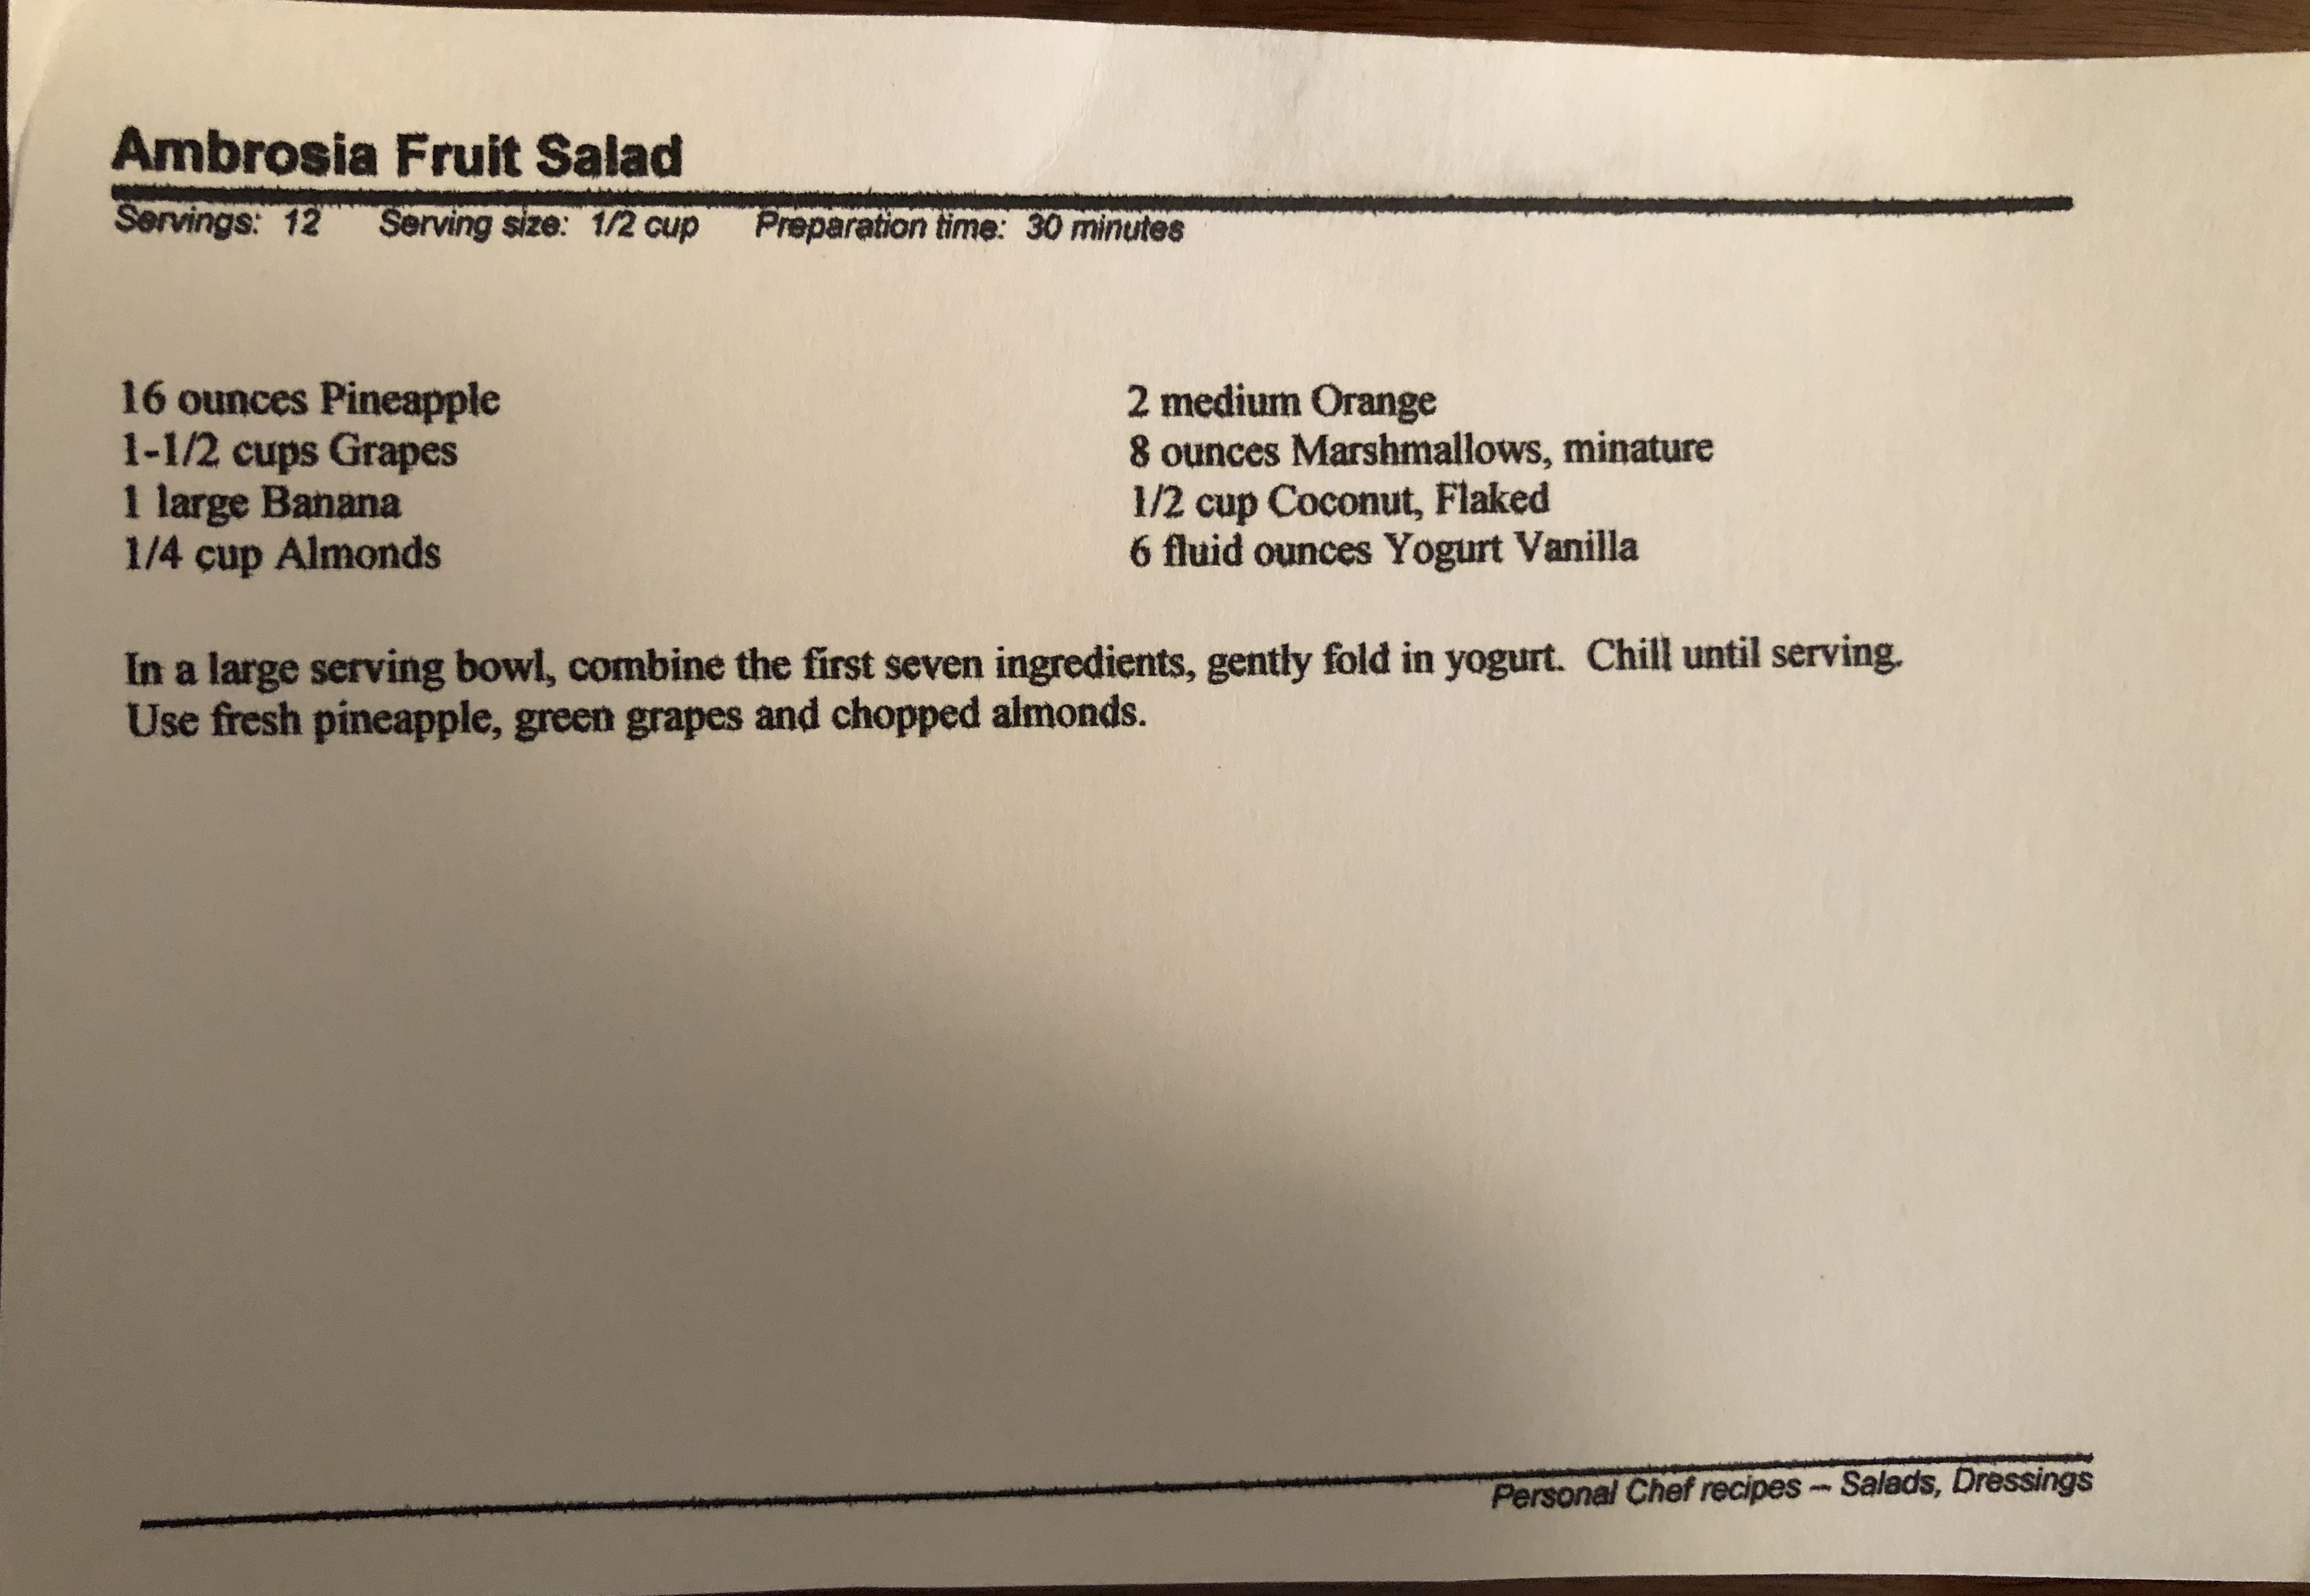 Ambrosia Fruit Salad
Servings: 12 Serving size: 1/2 cup Preparation time: 30 minutes
16 ounces Pineapple
1-1/2 cups Grapes
1 large Banana
1/4 cup Almonds
2 medium Orange
8 ounces Marshmallows, minature
1/2 cup Coconut, Flaked
6 fluid ounces Yogurt Vanilla
In a large serving bowl, combine the first seven ingredients, gently fold in yogurt. Chill until serving.
Use fresh pineapple, green grapes and chopped almonds.
Personal Chef recipes -- Salads, Dressings